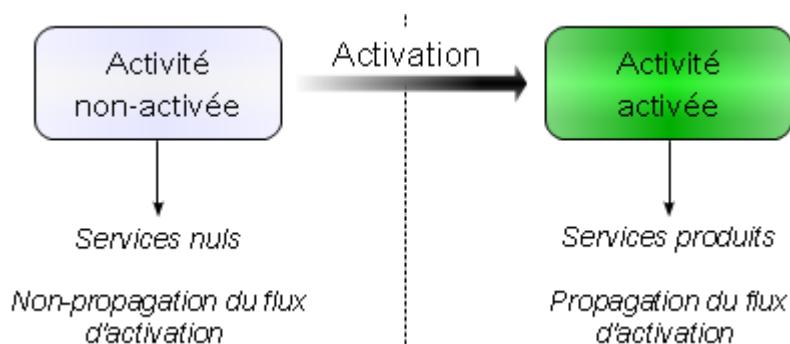 Activité
non-activée
Activation
Activité
activée
Services nuls
Non-propagation du flux
d'activation
Services produits
Propagation du flux
d'activation